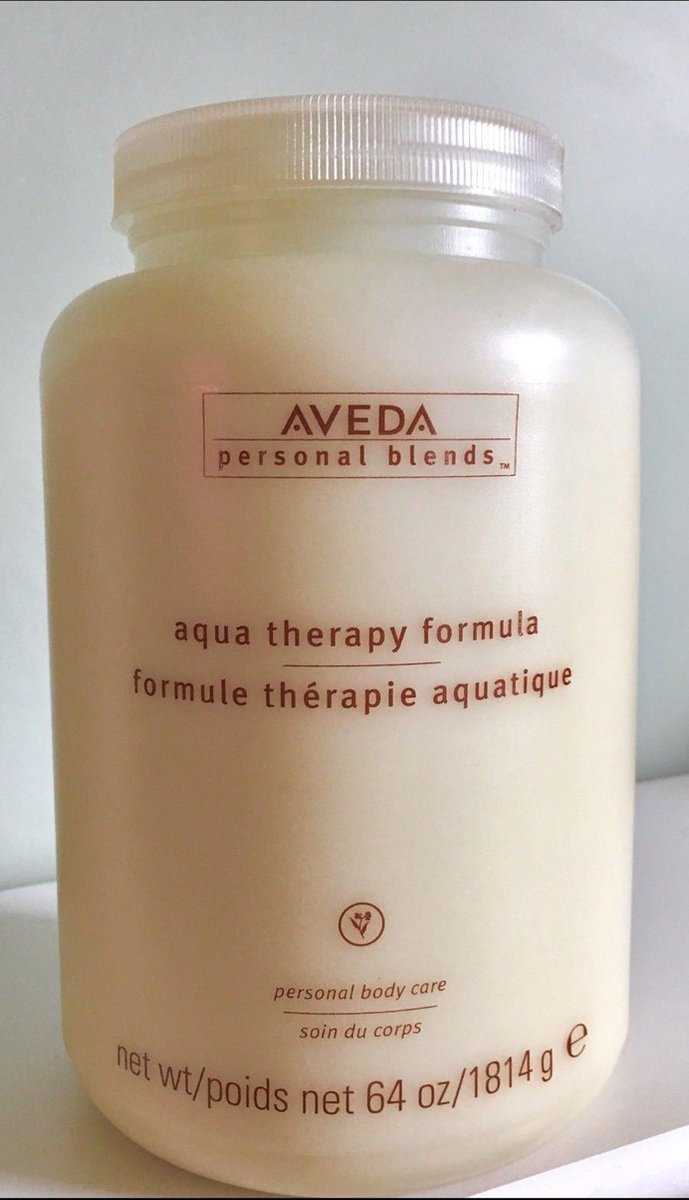 AVEDA
personal blends™
aqua therapy formula
formule thérapie aquatique
personal body care
soin du corps
net wt/poids net 64 oz/1814g ℮